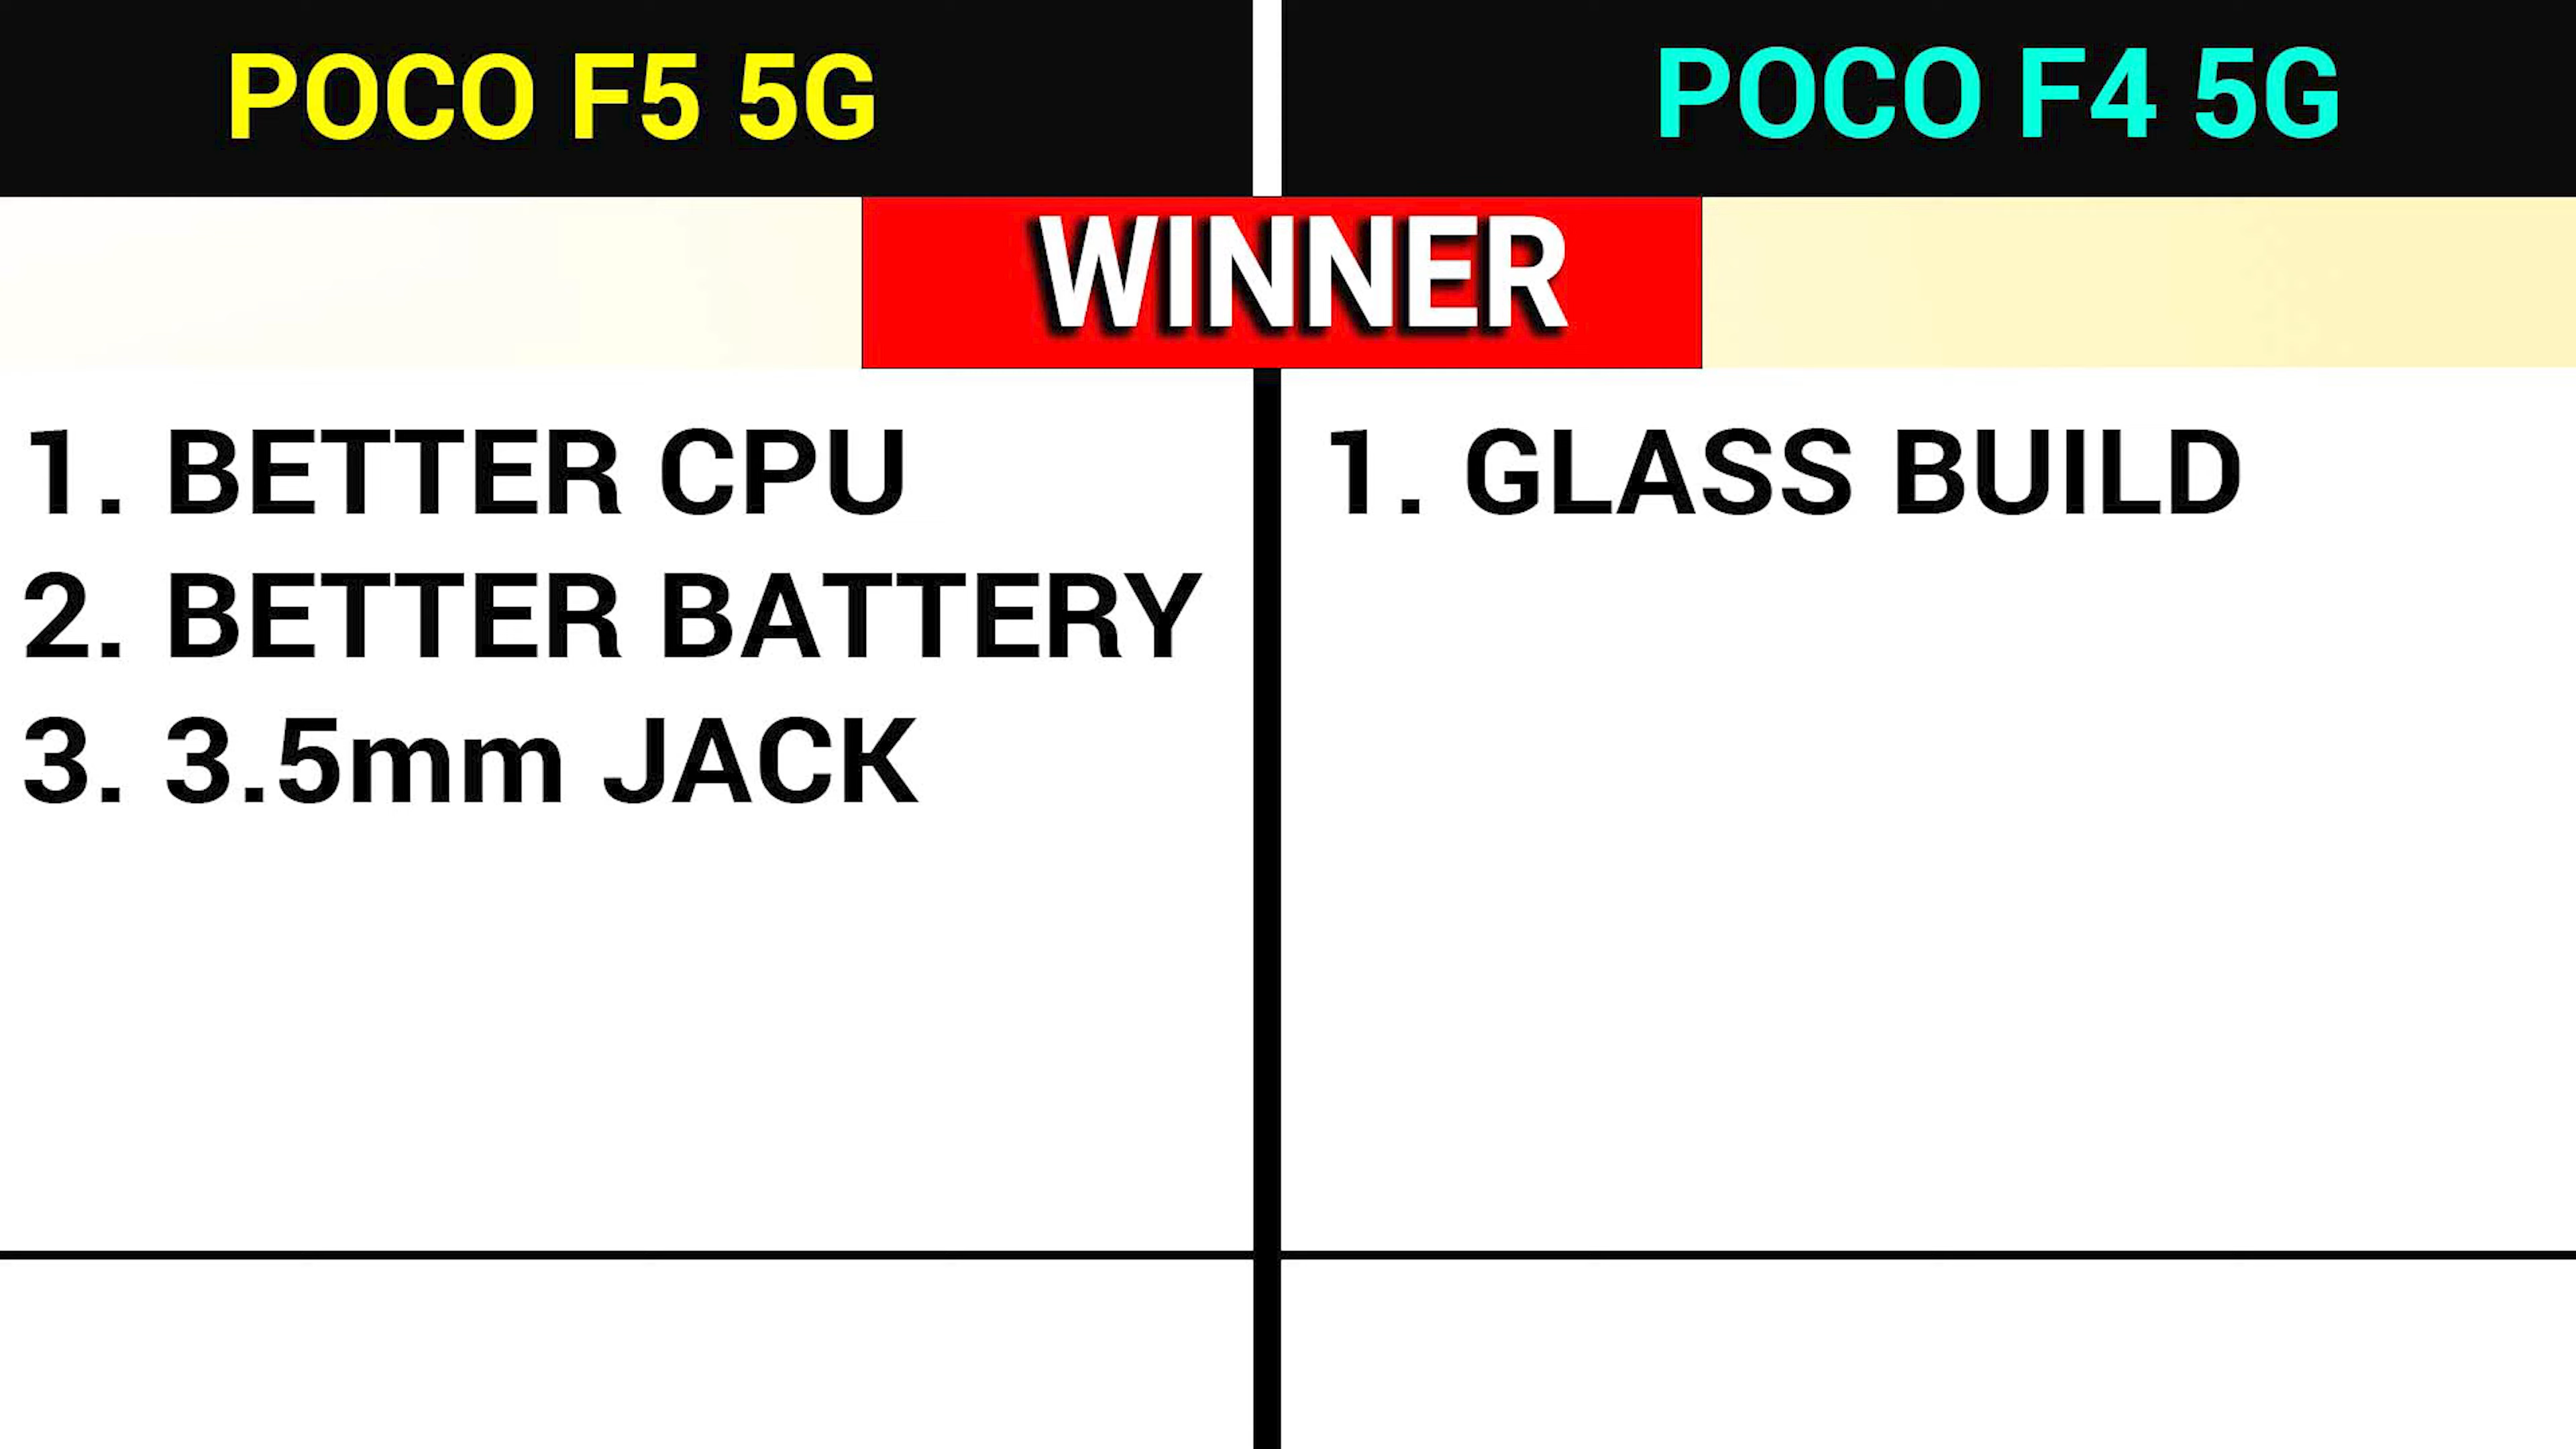 POCO F5 5G
POCO F4 5G
WINNER
1. BETTER CPU
2. BETTER BATTERY
3. 3.5mm JACK
1. GLASS BUILD